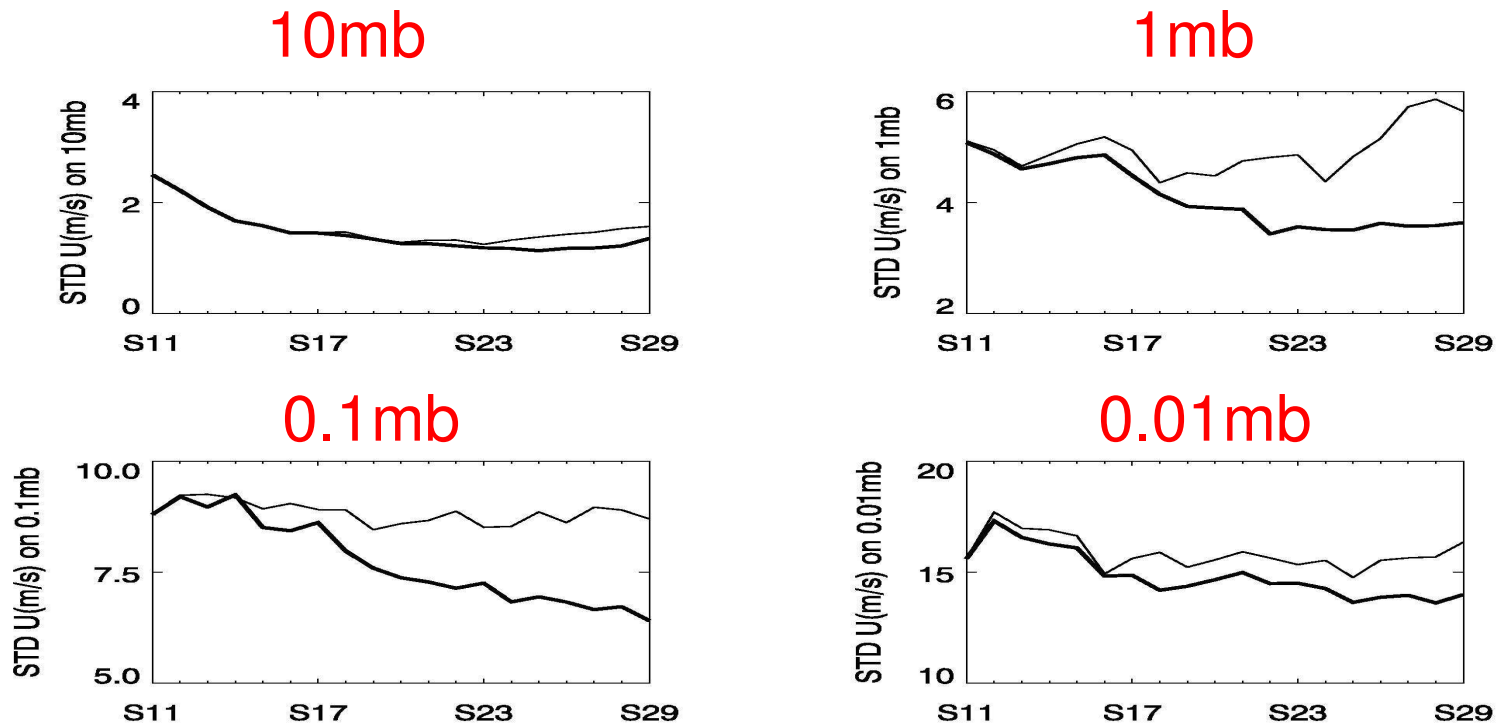 10mb
STD U(m/s) on 10mb
4
2
0
S11 S17 S23 S29
1mb
STD U(m/s) on 1mb
6
4
2
S11 S17 S23 S29
0.1mb
STD U(m/s) on 0.1mb
10.0
7.5
5.0
S11 S17 S23 S29
0.01mb
STD U(m/s) on 0.01mb
20
15
10
S11 S17 S23 S29